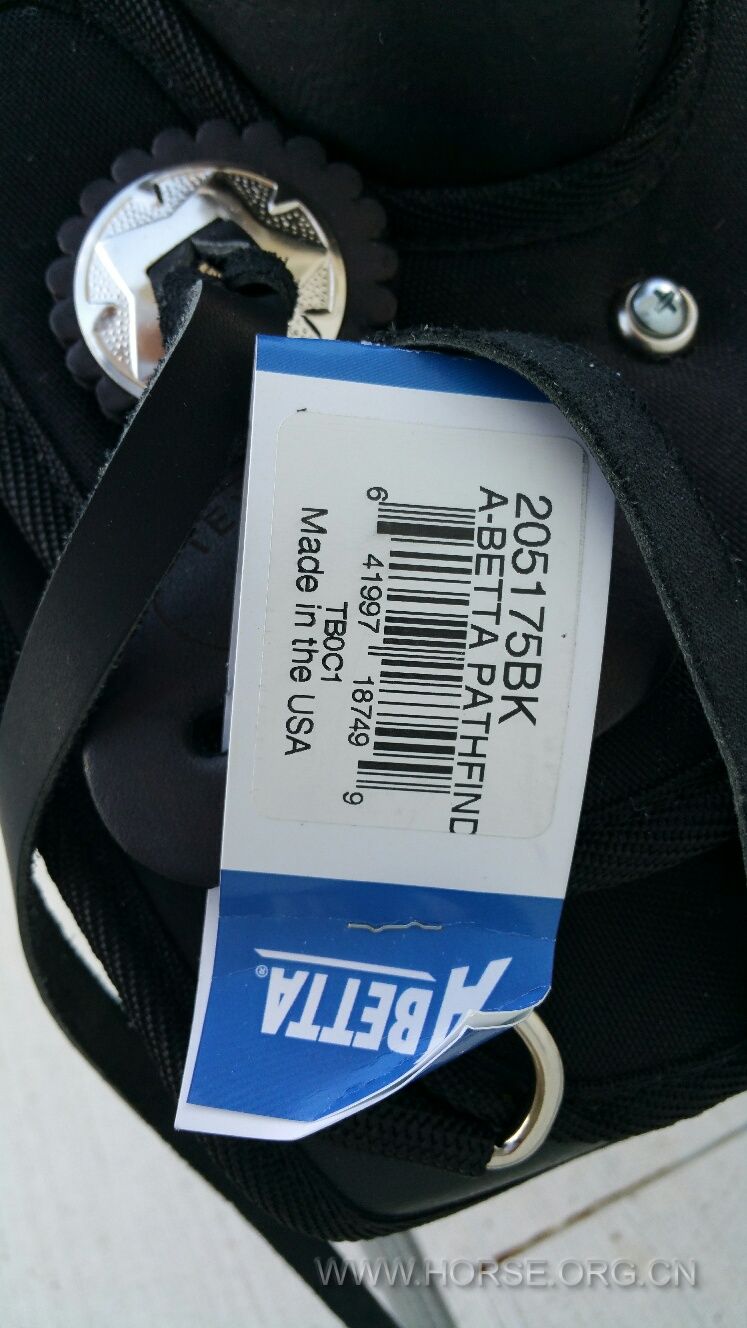 205175BK
A-BETTA PATHFIND
6 41997 18749 9
TB0C1
Made in the USA
ABETTA®
WWW.HORSE.ORG.CN